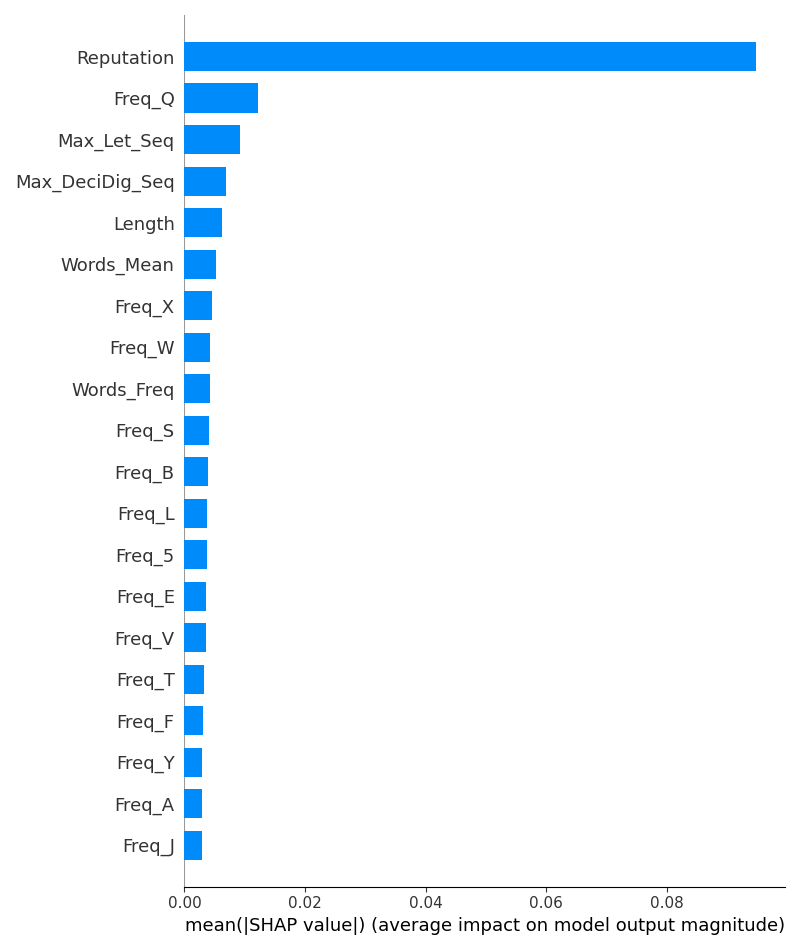 Reputation
Freq_Q
Max_Let_Seq
Max_DeciDig_Seq
Length
Words_Mean
Freq_X
Freq_W
Words_Freq
Freq_S
Freq_B
Freq_L
Freq_5
Freq_E
Freq_V
Freq_T
Freq_F
Freq_Y
Freq_A
Freq_J
0.00 0.02 0.04 0.06 0.08
mean(|SHAP value|) (average impact on model output magnitude)